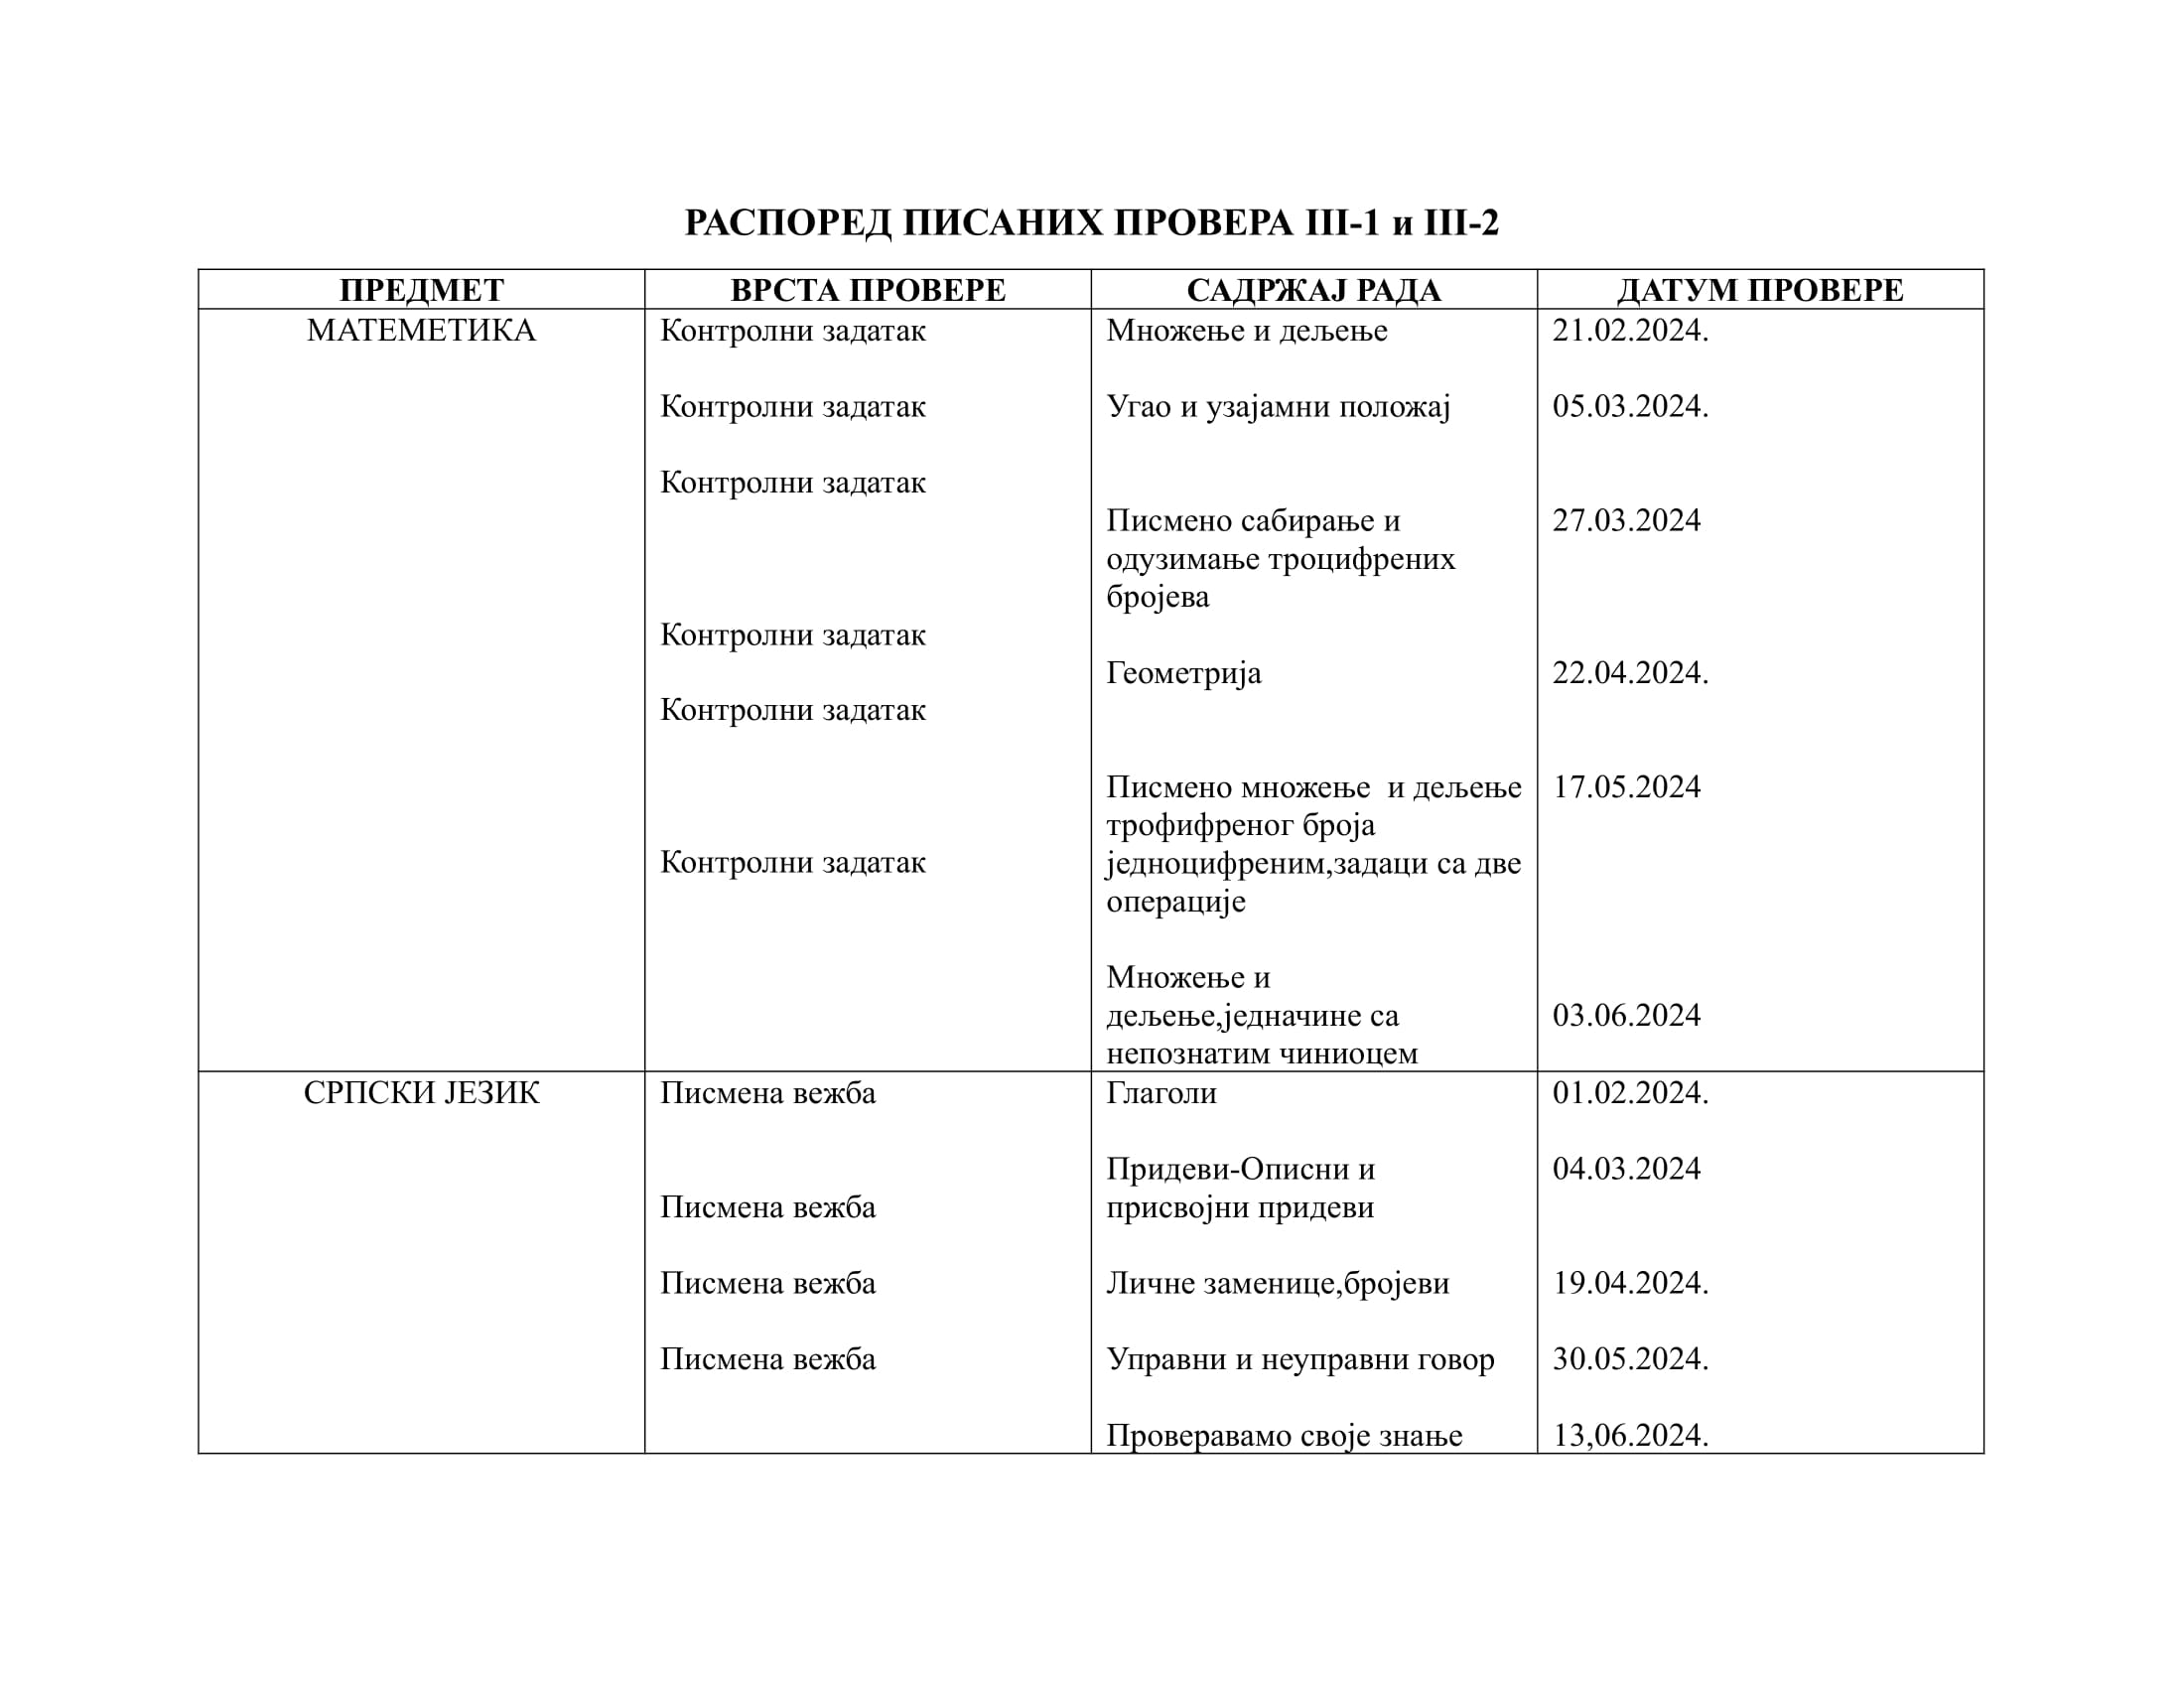 РАСПОРЕД ПИСАНИХ ПРОВЕРА III-1 и III-2
ПРЕДМЕТ ВРСТА ПРОВЕРЕ САДРЖАЈ РАДА ДАТУМ ПРОВЕРЕ
МАТЕМЕТИКА Контролни задатак Множење и дељење 21.02.2024.
Контролни задатак Угао и узајамни положај 05.03.2024.
Контролни задатак
Писмено сабирање и 27.03.2024
одузимање троцифрених
бројева
Контролни задатак
Геометрија 22.04.2024.
Контролни задатак
Писмено множење и дељење 17.05.2024
трофифреног броја
Контролни задатак једноцифреним,задаци са две
операције
Множење и
дељење,једначине са 03.06.2024
непознатим чиниоцем
СРПСКИ ЈЕЗИК Писмена вежба Глаголи 01.02.2024.
Придеви-Описни и 04.03.2024
Писмена вежба присвојни придеви
Писмена вежба Личне заменице,бројеви 19.04.2024.
Писмена вежба Управни и неуправни говор 30.05.2024.
Проверавамо своје знање 13,06.2024.